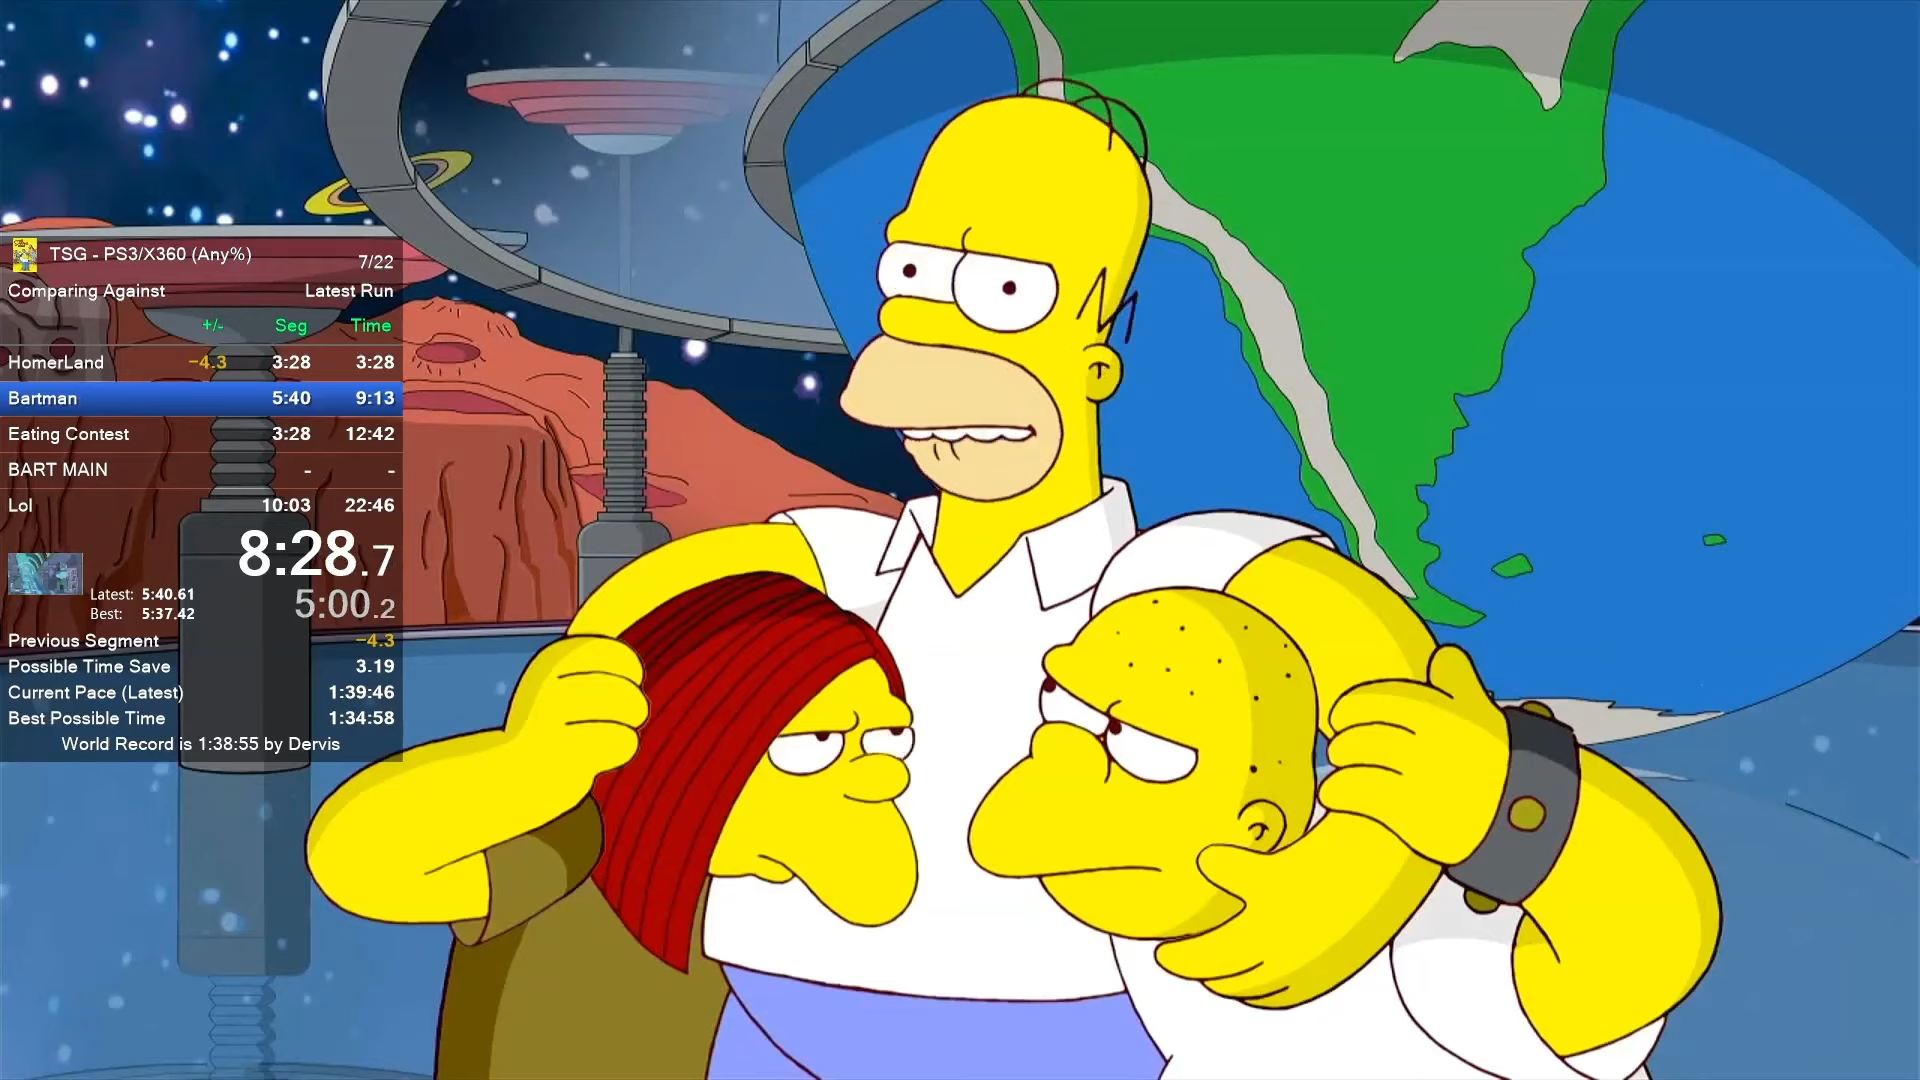 TSG - PS3/X360 (Any%)
7/22
Comparing Against Latest Run
+/- Seg Time
HomerLand −4.3 3:28 3:28
Bartman 5:40 9:13
Eating Contest 3:28 12:42
BART MAIN - -
Lol 10:03 22:46
8:28.7
Latest: 5:40.61
5:00.2
Best: 5:37.42
Previous Segment −4.3
Possible Time Save 3.19
Current Pace (Latest) 1:39:46
Best Possible Time 1:34:58
World Record is 1:38:55 by Dervis